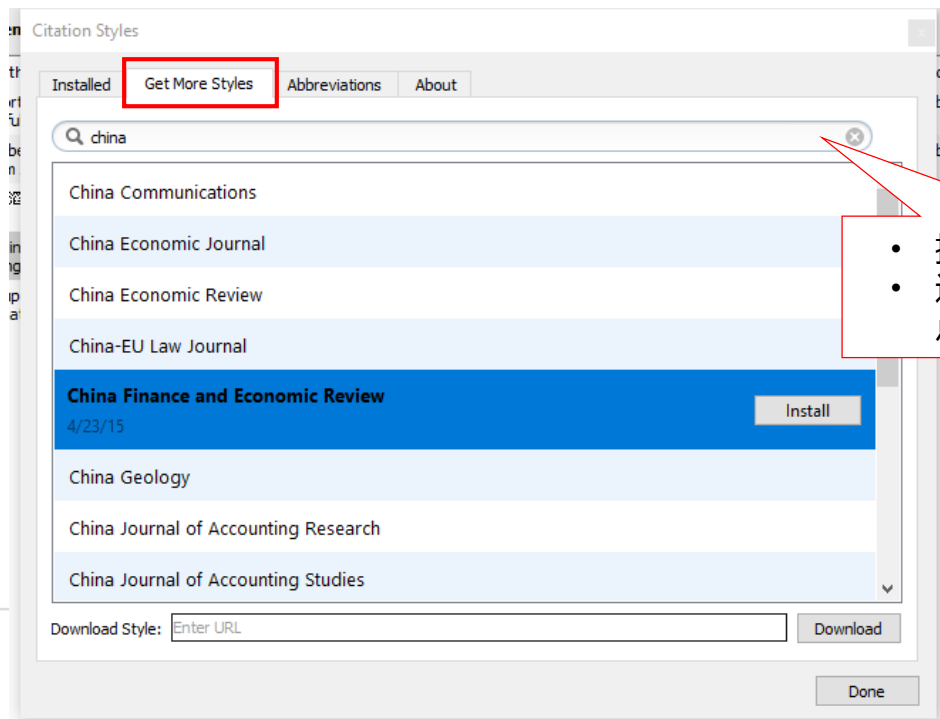 Citation Styles
Installed
Get More Styles
Abbreviations
About
china
China Communications
China Economic Journal
China Economic Review
China-EU Law Journal
China Finance and Economic Review
Install
4/23/15
China Geology
China Journal of Accounting Research
China Journal of Accounting Studies
Download Style: Enter URL
Download
Done